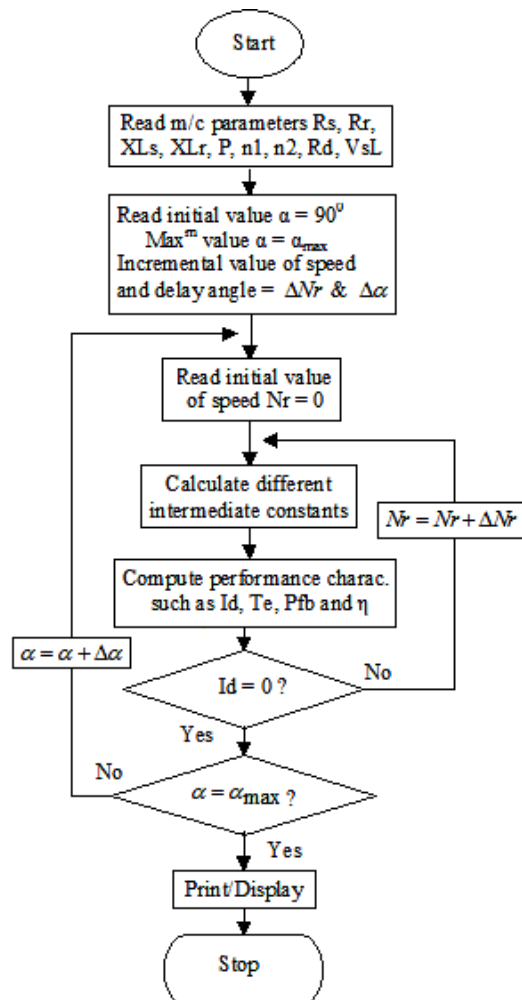 Start
Read m/c parameters Rs, Rr,
XLs, XLr, P, n1, n2, Rd, VsL
Read initial value α = 90⁰
Maxᵐ value α = αmax
Incremental value of speed
and delay angle = ΔNr & Δα
Read initial value
of speed Nr = 0
Calculate different
intermediate constants
Nr = Nr + ΔNr
Compute performance charac.
such as Id, Te, Pfb and η
α = α + Δα
Id = 0 ?
No
Yes
No
α = αmax ?
Yes
Print/Display
Stop